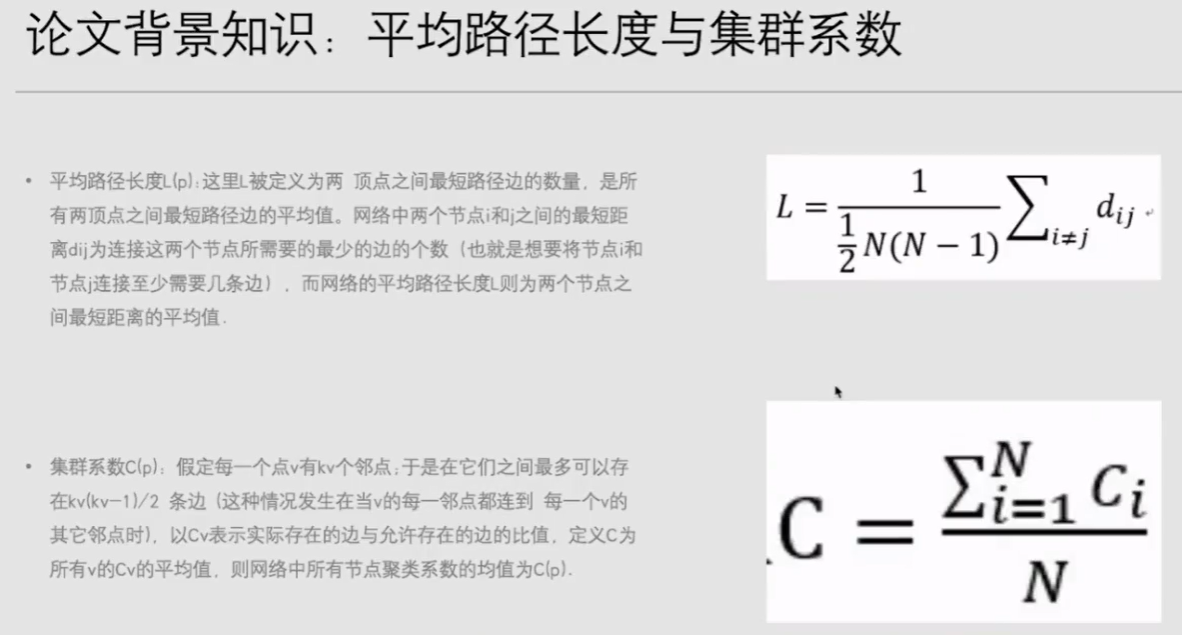 论文背景知识：平均路径长度与集群系数
• 平均路径长度L(p):这里L被定义为两 顶点之间最短路径边的数量，是所
有两顶点之间最短路径边的平均值。网络中两个节点i和j之间的最短距
离dij为连接这两个节点所需要的最少的边的个数（也就是想要将节点i和
节点j连接至少需要几条边），而网络的平均路径长度L则为两个节点之
间最短距离的平均值.
L = \frac{1}{\frac{1}{2}N(N − 1)} ∑_{i≠j} d_{ij}
• 集群系数C(p)：假定每一个点v有kv个邻点;于是在它们之间最多可以存
在kv(kv−1)/2 条边（这种情况发生在当v的每一邻点都连到 每一个v的
其它邻点时)，以Cv表示实际存在的边与允许存在的边的比值，定义C为
所有v的Cv的平均值，则网络中所有节点聚类系数的均值为C(p).
C = \frac{∑_{i=1}^{N} C_i}{N}